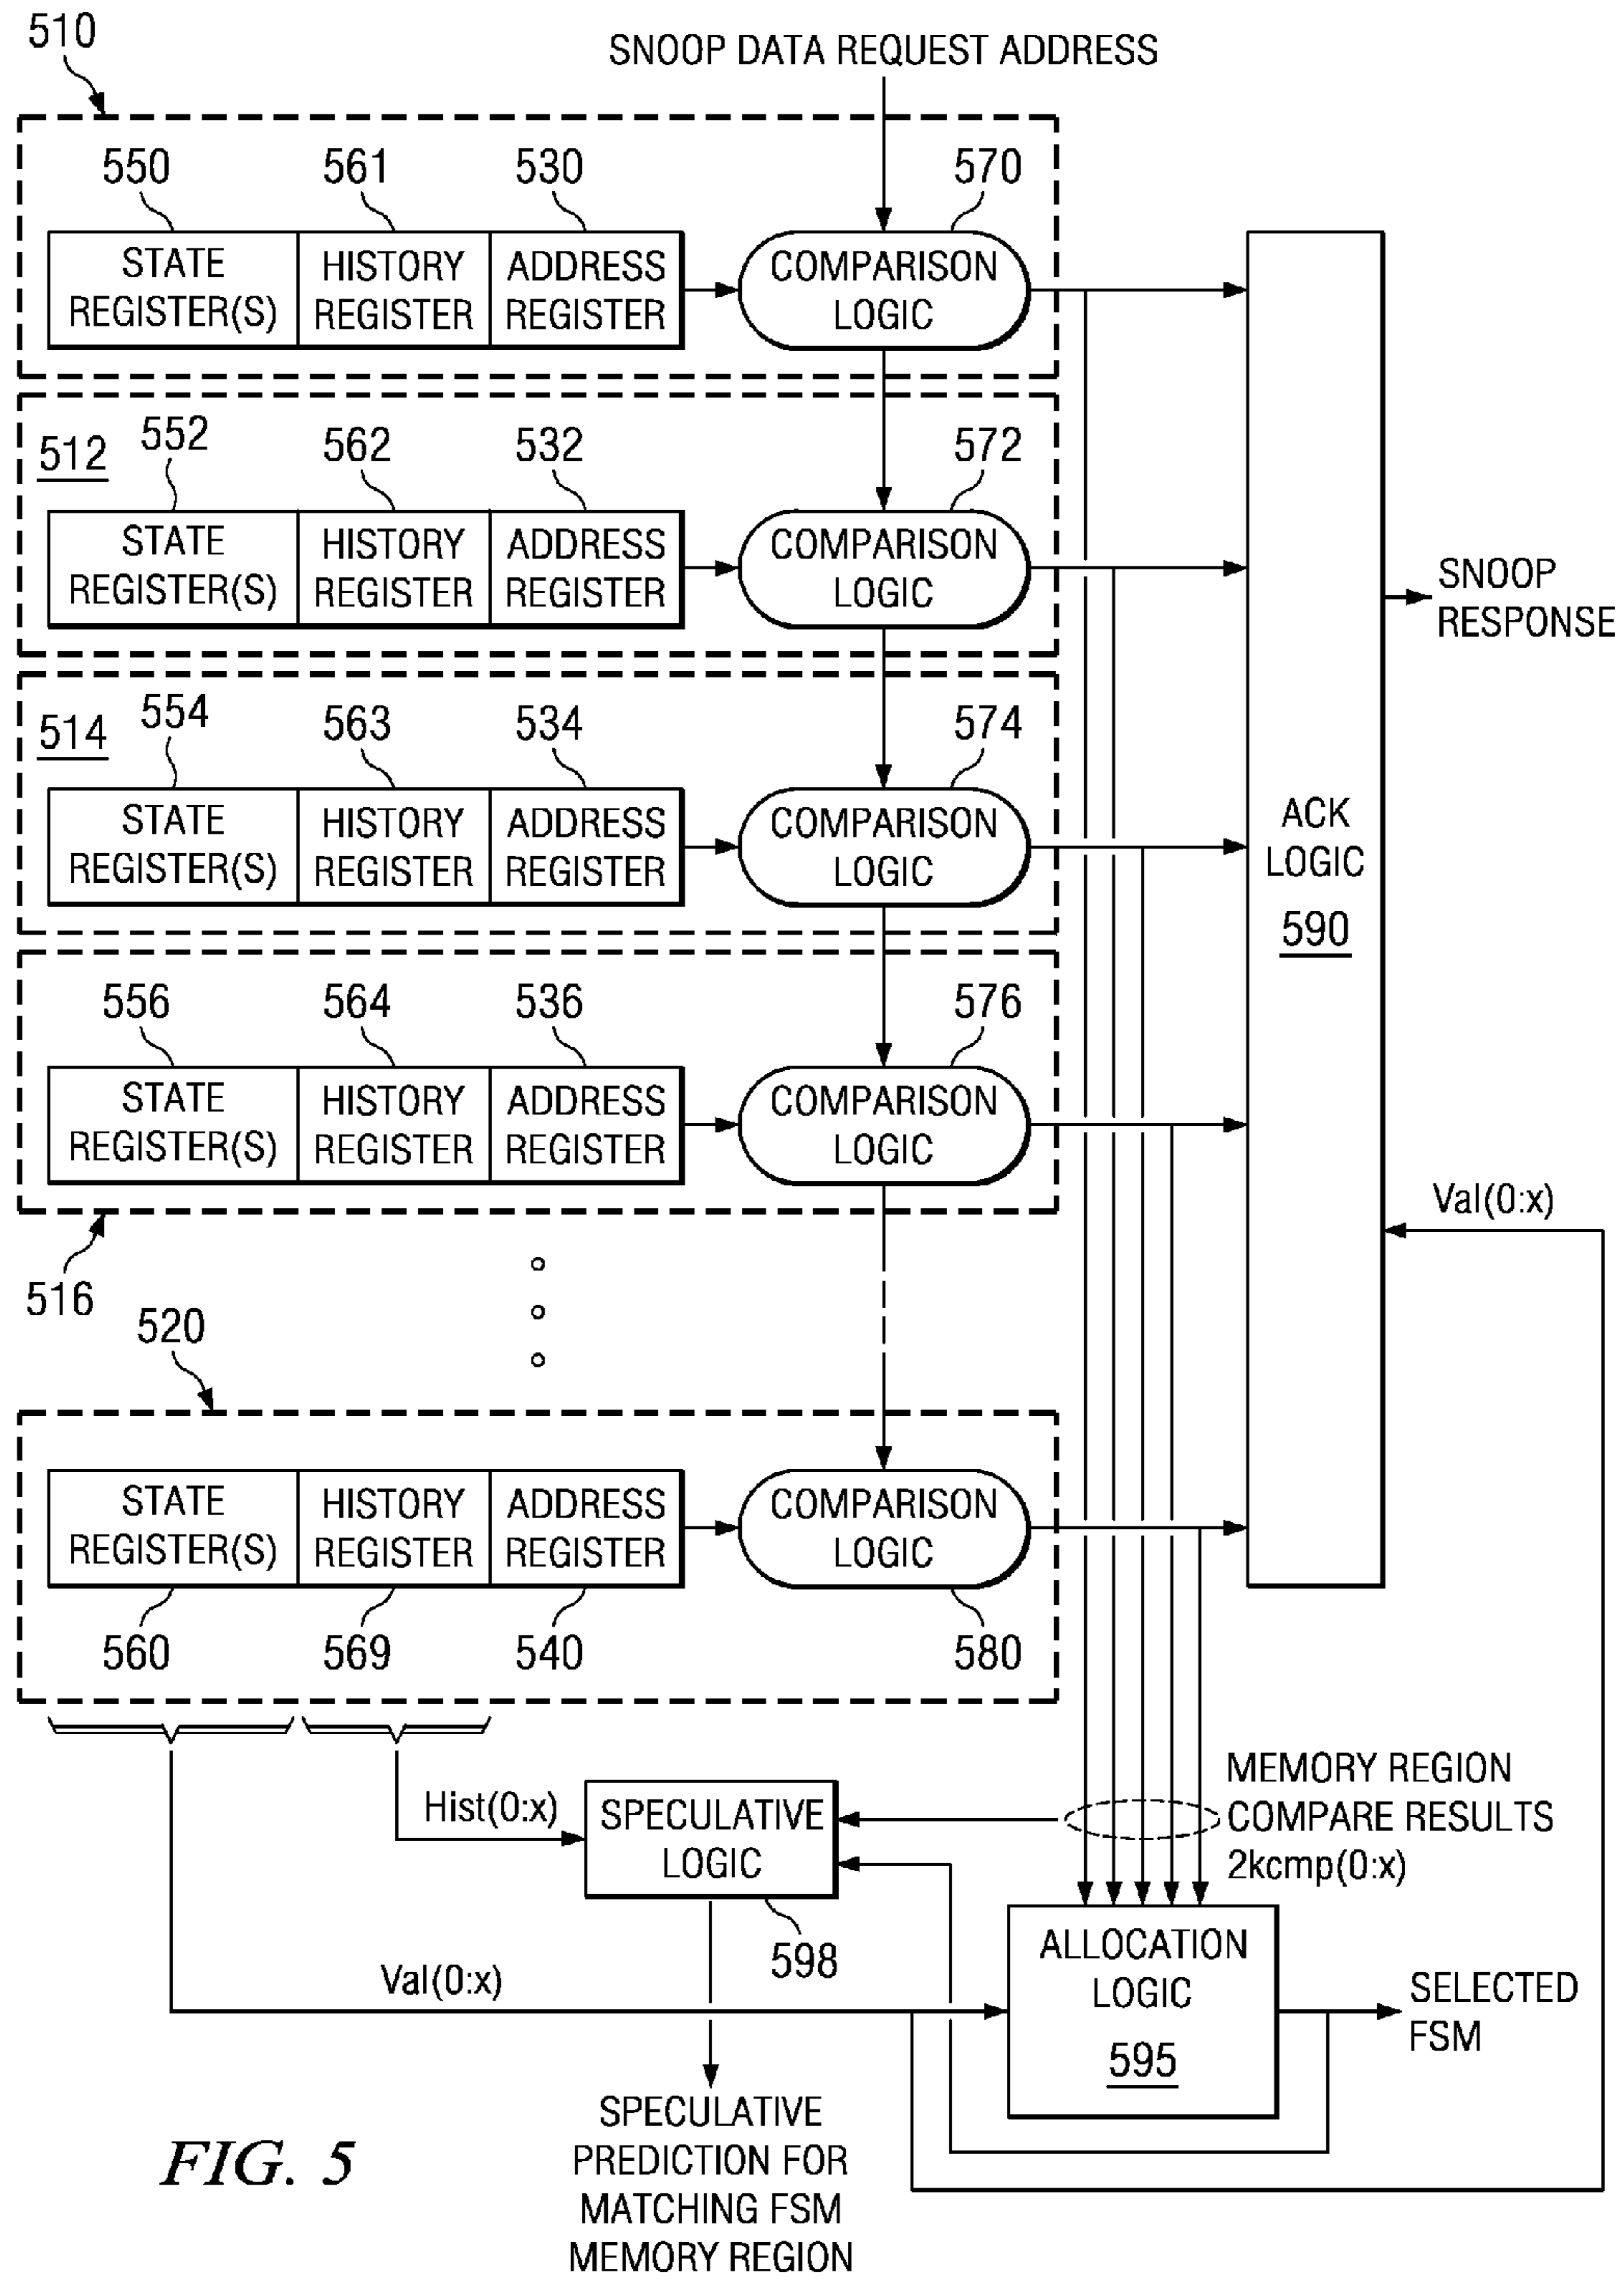 510
SNOOP DATA REQUEST ADDRESS
550
561
530
570
STATE
REGISTER(S)
HISTORY
REGISTER
ADDRESS
REGISTER
COMPARISON
LOGIC
512
552
562
532
572
STATE
REGISTER(S)
HISTORY
REGISTER
ADDRESS
REGISTER
COMPARISON
LOGIC
SNOOP
RESPONSE
514
554
563
534
574
STATE
REGISTER(S)
HISTORY
REGISTER
ADDRESS
REGISTER
COMPARISON
LOGIC
ACK
LOGIC
590
556
564
536
576
STATE
REGISTER(S)
HISTORY
REGISTER
ADDRESS
REGISTER
COMPARISON
LOGIC
Val(0:x)
516
520
STATE
REGISTER(S)
HISTORY
REGISTER
ADDRESS
REGISTER
COMPARISON
LOGIC
560
569
540
580
Hist(0:x)
SPECULATIVE
LOGIC
598
MEMORY REGION
COMPARE RESULTS
2kcmp(0:x)
Val(0:x)
ALLOCATION
LOGIC
595
SELECTED
FSM
SPECULATIVE
PREDICTION FOR
MATCHING FSM
MEMORY REGION
FIG. 5